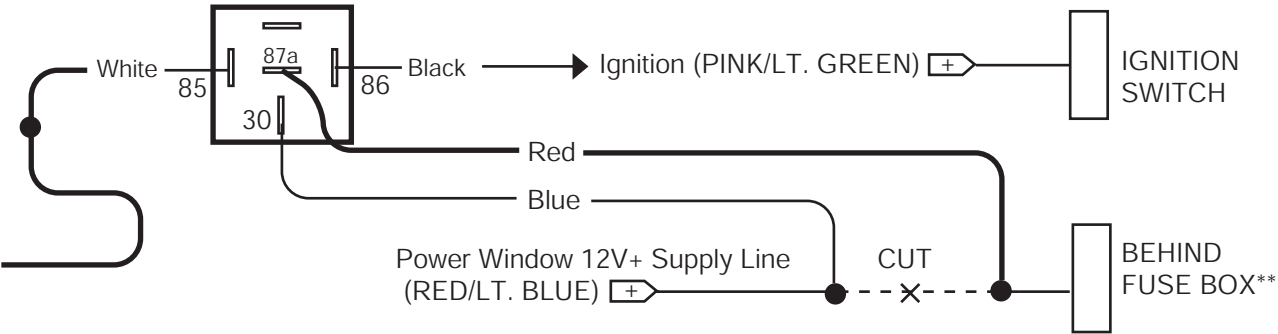 87a
White
85
86
Black
Ignition (PINK/LT. GREEN) +
IGNITION
SWITCH
30
Red
Blue
Power Window 12V+ Supply Line
(RED/LT. BLUE) +
CUT
BEHIND
FUSE BOX**